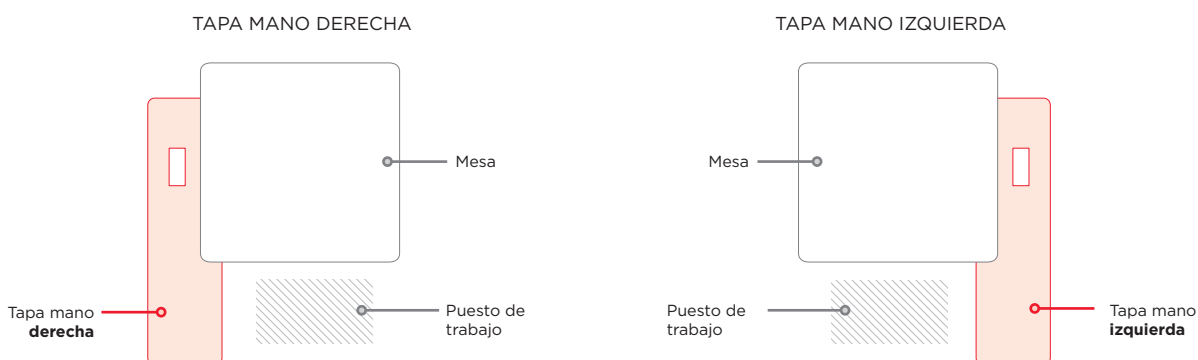 TAPA MANO DERECHA
Mesa
Tapa mano
derecha
Puesto de
trabajo
TAPA MANO IZQUIERDA
Mesa
Puesto de
trabajo
Tapa mano
izquierda